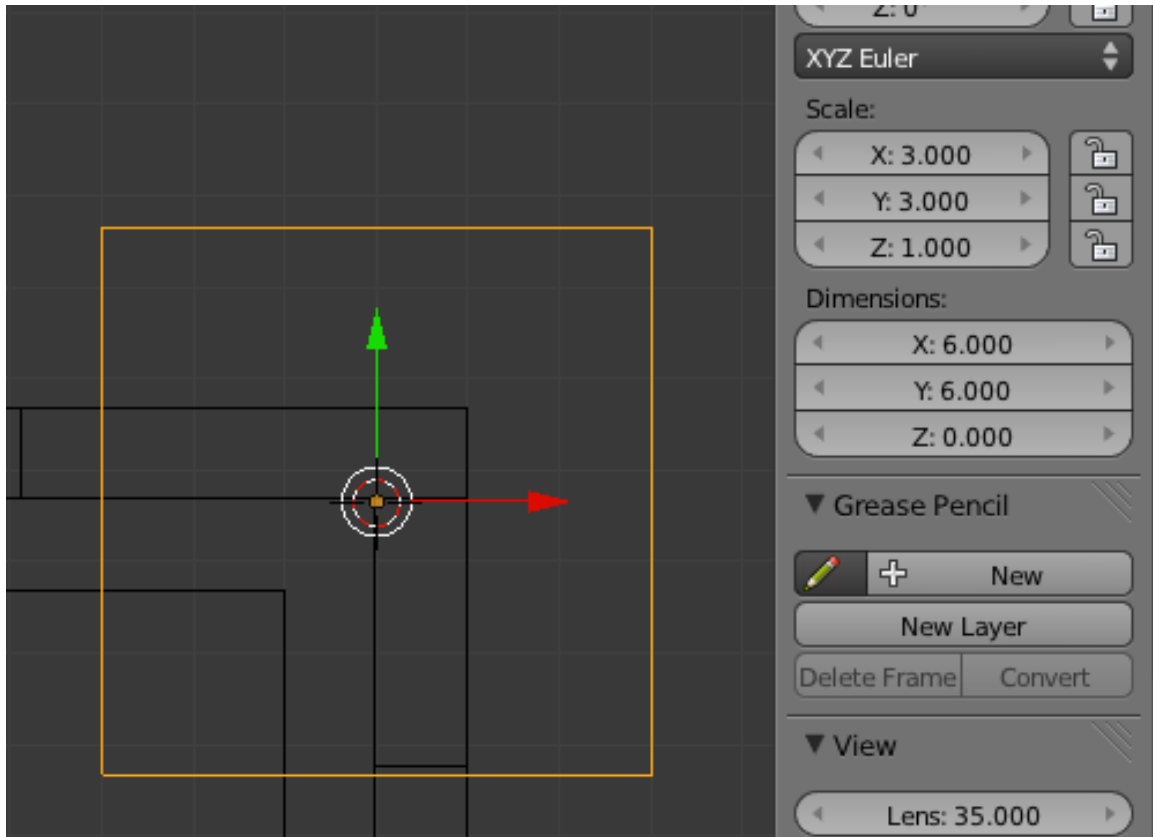 Z: 0°
XYZ Euler
Scale:
X: 3.000
Y: 3.000
Z: 1.000
Dimensions:
X: 6.000
Y: 6.000
Z: 0.000
Grease Pencil
New
New Layer
Delete Frame Convert
View
Lens: 35.000